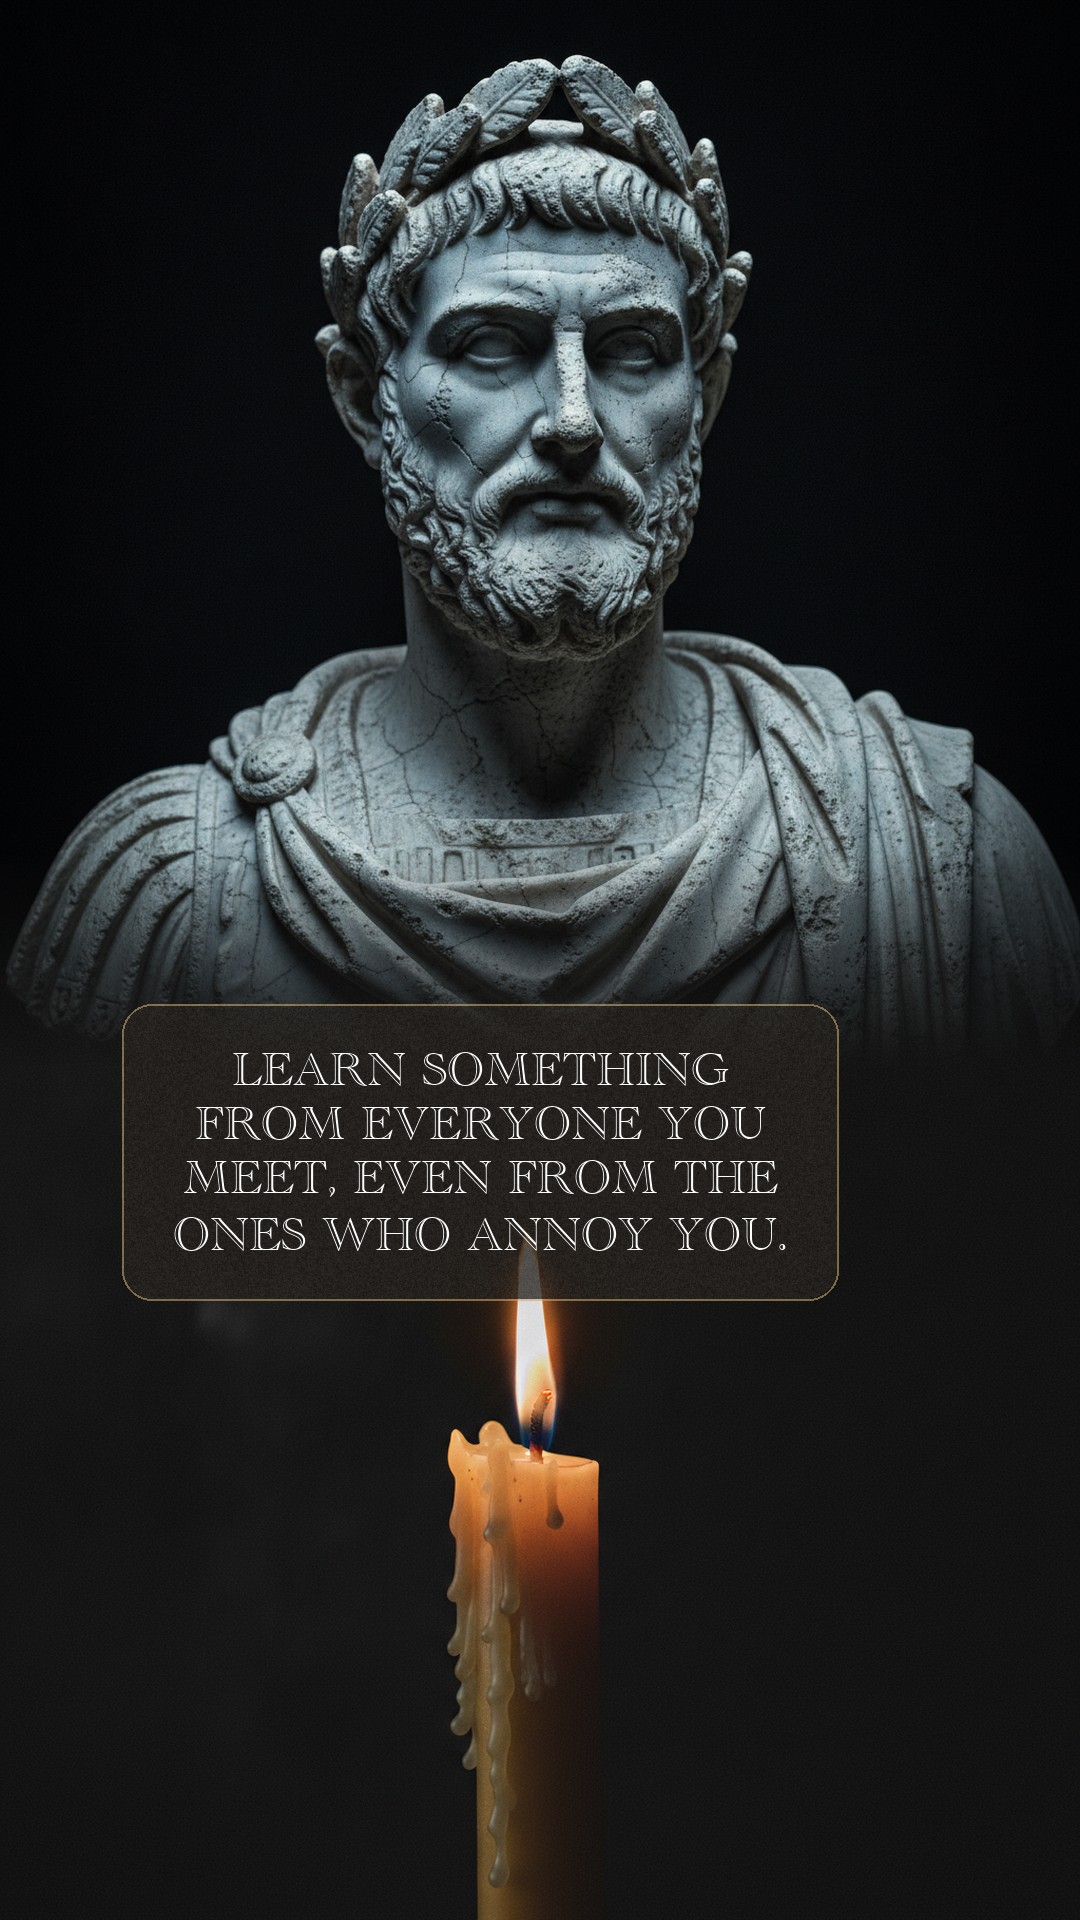 LEARN SOMETHING
FROM EVERYONE YOU
MEET, EVEN FROM THE
ONES WHO ANNOY YOU.